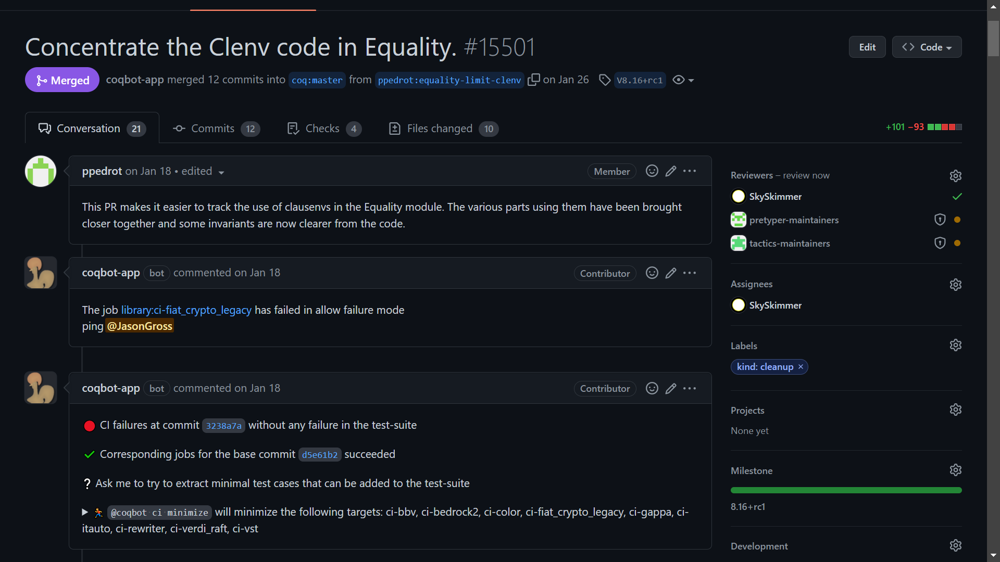 Concentrate the Clenv code in Equality. #15501
Edit
Code
Merged
coqbot-app merged 12 commits into coq:master from ppedrot:equality-limit-clenv on Jan 26
V8.16+rc1
Conversation 21
Commits 12
Checks 4
Files changed 10
+101 −93
ppedrot on Jan 18 • edited
Member
This PR makes it easier to track the use of clausenvs in the Equality module. The various parts using them have been brought
closer together and some invariants are now clearer from the code.
coqbot-app bot commented on Jan 18
Contributor
The job library:ci-fiat_crypto_legacy has failed in allow failure mode
ping @JasonGross
coqbot-app bot commented on Jan 18
Contributor
🔴 CI failures at commit 3238a7a without any failure in the test-suite
✔ Corresponding jobs for the base commit d5e61b2 succeeded
❔ Ask me to try to extract minimal test cases that can be added to the test-suite
▶ 🏃 @coqbot ci minimize will minimize the following targets: ci-bbv, ci-bedrock2, ci-color, ci-fiat_crypto_legacy, ci-gappa, ci-
itauto, ci-rewriter, ci-verdi_raft, ci-vst
Reviewers – review now
SkySkimmer
pretyper-maintainers
tactics-maintainers
Assignees
SkySkimmer
Labels
kind: cleanup ×
Projects
None yet
Milestone
8.16+rc1
Development